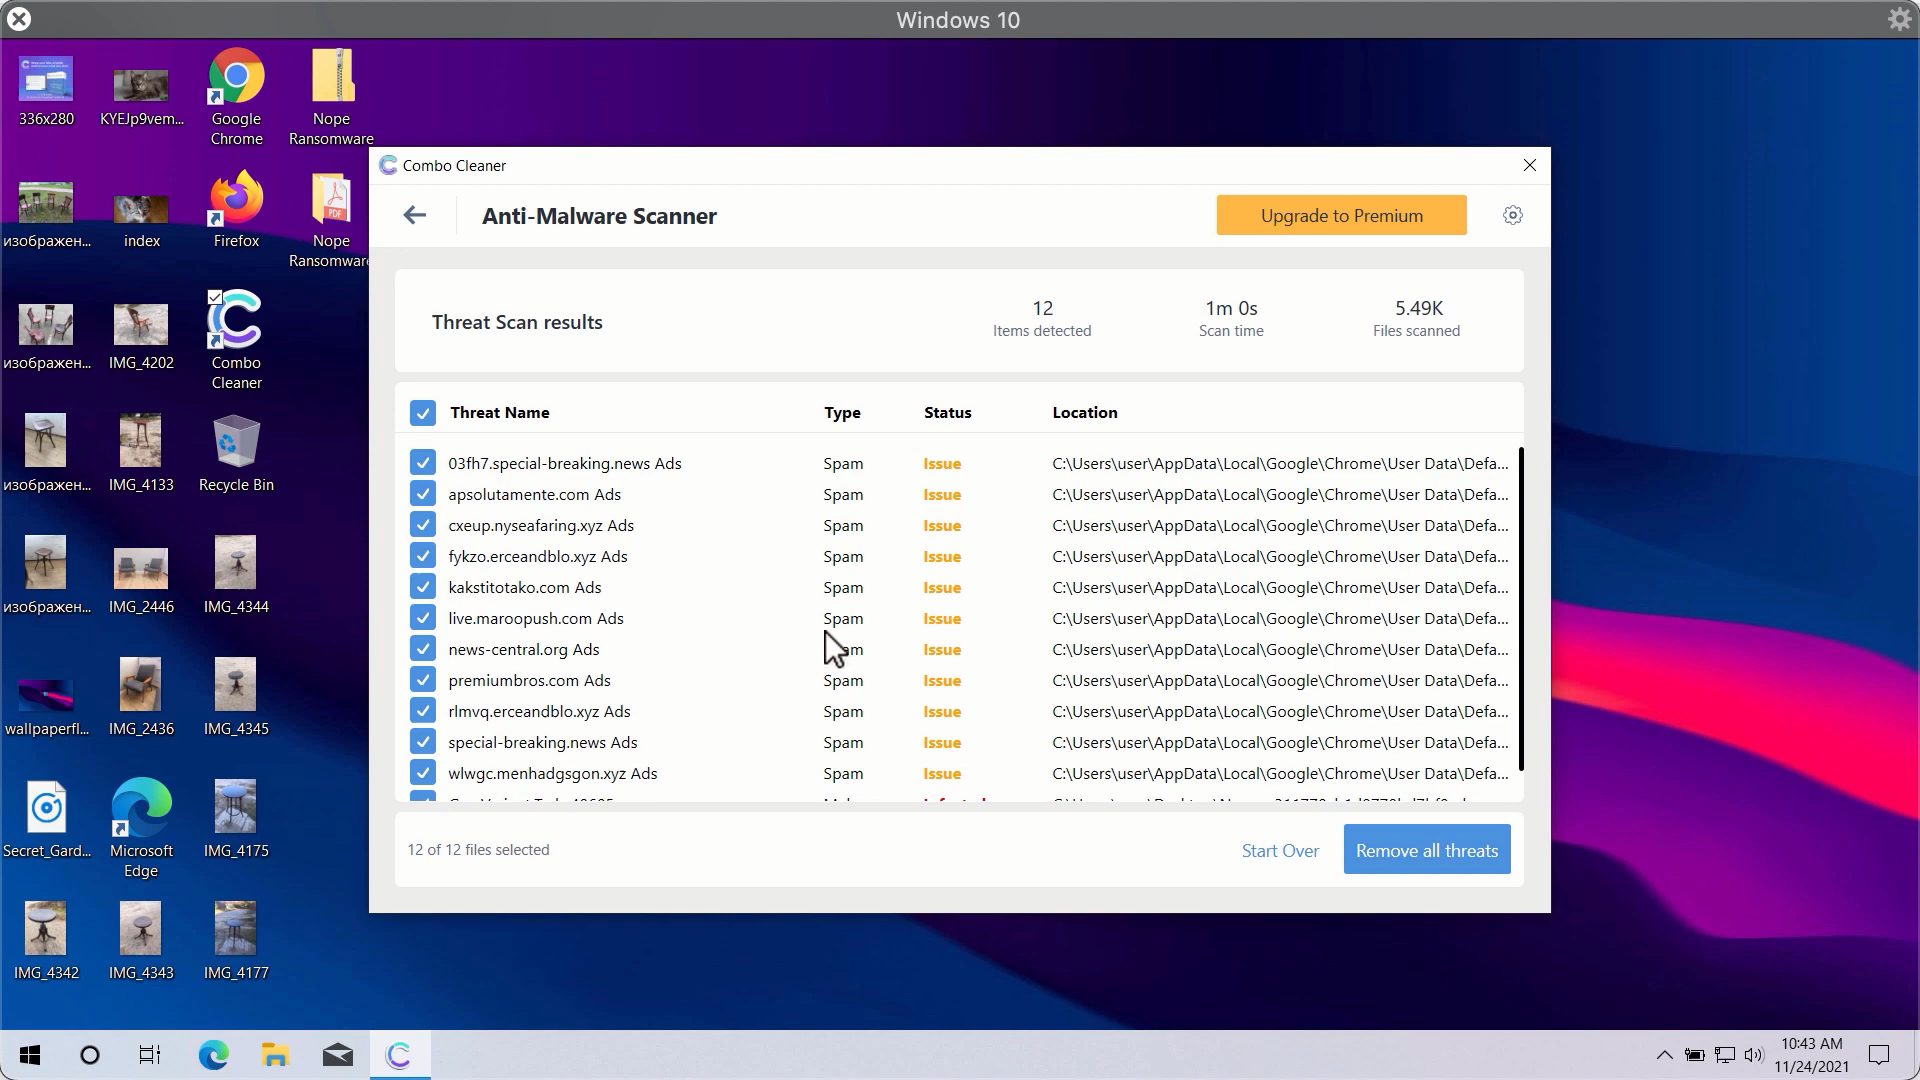 Windows 10
336x280
KYEJp9vem...
Google
Chrome
Nope
Ransomware
изображен...
index
Firefox
Nope
Ransomware
изображен...
IMG_4202
Combo
Cleaner
изображен...
IMG_4133
Recycle Bin
изображен...
IMG_2446
IMG_4344
wallpaperfl...
IMG_2436
IMG_4345
Secret_Gard...
Microsoft
Edge
IMG_4175
IMG_4342
IMG_4343
IMG_4177
PDF
Combo Cleaner
Anti-Malware Scanner
Upgrade to Premium
Threat Scan results
12
Items detected
1m 0s
Scan time
5.49K
Files scanned
Threat Name Type Status Location
03fh7.special-breaking.news Ads Spam Issue C:\Users\user\AppData\Local\Google\Chrome\User Data\Defa...
apsolutamente.com Ads Spam Issue C:\Users\user\AppData\Local\Google\Chrome\User Data\Defa...
cxeup.nyseafaring.xyz Ads Spam Issue C:\Users\user\AppData\Local\Google\Chrome\User Data\Defa...
fykzo.erceandblo.xyz Ads Spam Issue C:\Users\user\AppData\Local\Google\Chrome\User Data\Defa...
kakstitotako.com Ads Spam Issue C:\Users\user\AppData\Local\Google\Chrome\User Data\Defa...
live.maroopush.com Ads Spam Issue C:\Users\user\AppData\Local\Google\Chrome\User Data\Defa...
news-central.org Ads Spam Issue C:\Users\user\AppData\Local\Google\Chrome\User Data\Defa...
premiumbros.com Ads Spam Issue C:\Users\user\AppData\Local\Google\Chrome\User Data\Defa...
rlmvq.erceandblo.xyz Ads Spam Issue C:\Users\user\AppData\Local\Google\Chrome\User Data\Defa...
special-breaking.news Ads Spam Issue C:\Users\user\AppData\Local\Google\Chrome\User Data\Defa...
wlwgc.menhadgsgon.xyz Ads Spam Issue C:\Users\user\AppData\Local\Google\Chrome\User Data\Defa...
12 of 12 files selected
Start Over
Remove all threats
10:43 AM
11/24/2021